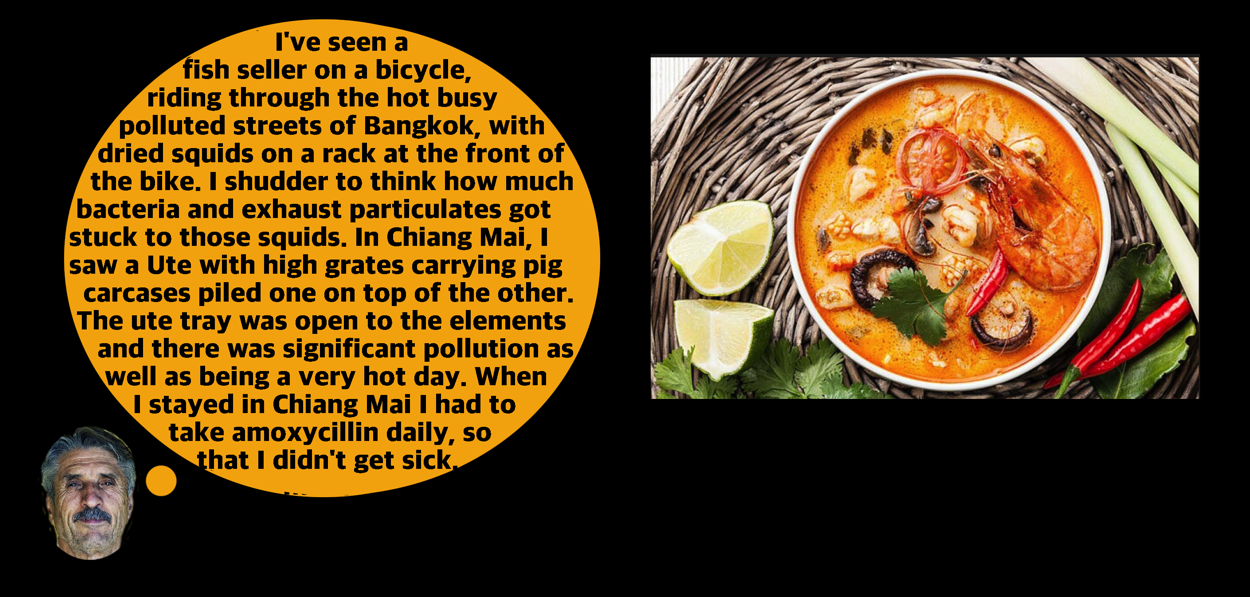 I've seen a
fish seller on a bicycle,
riding through the hot busy
polluted streets of Bangkok, with
dried squids on a rack at the front of
the bike. I shudder to think how much
bacteria and exhaust particulates got
stuck to those squids. In Chiang Mai, I
saw a Ute with high grates carrying pig
carcases piled one on top of the other.
The ute tray was open to the elements
and there was significant pollution as
well as being a very hot day. When
I stayed in Chiang Mai I had to
take amoxycillin daily, so
that I didn't get sick.